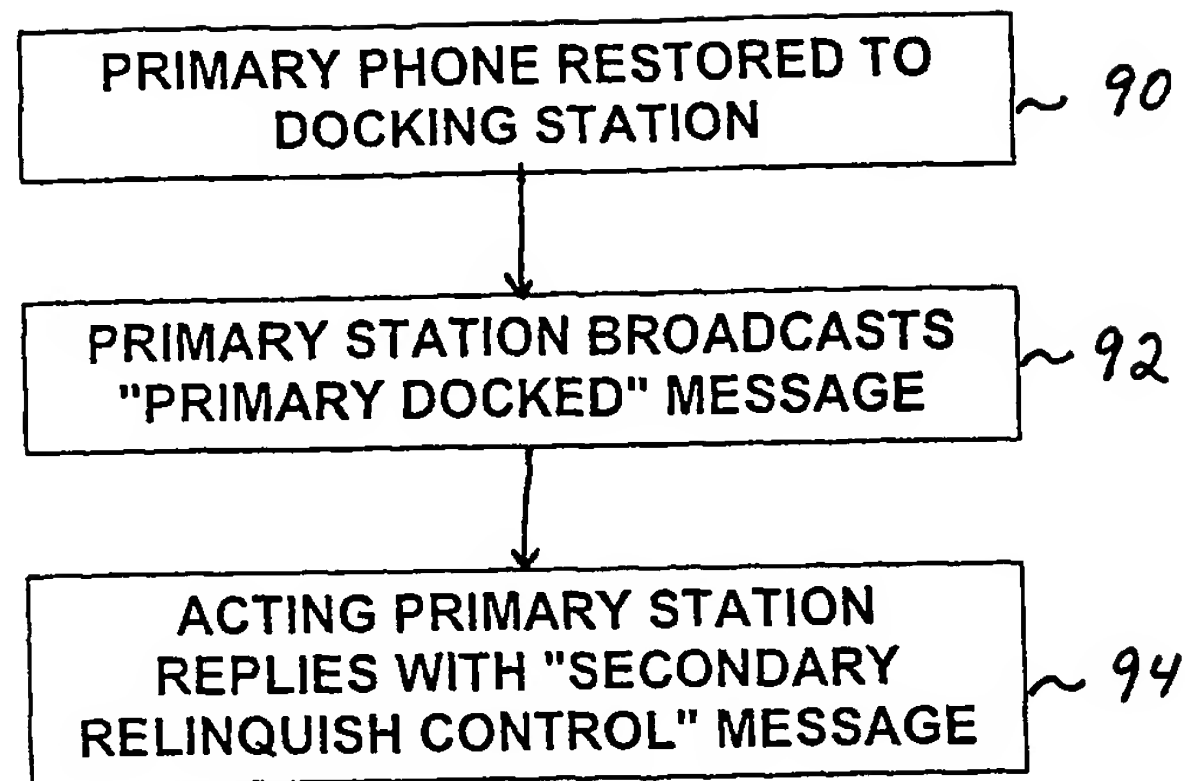 PRIMARY PHONE RESTORED TO
DOCKING STATION
90
PRIMARY STATION BROADCASTS
"PRIMARY DOCKED" MESSAGE
92
ACTING PRIMARY STATION
REPLIES WITH "SECONDARY
RELINQUISH CONTROL" MESSAGE
94